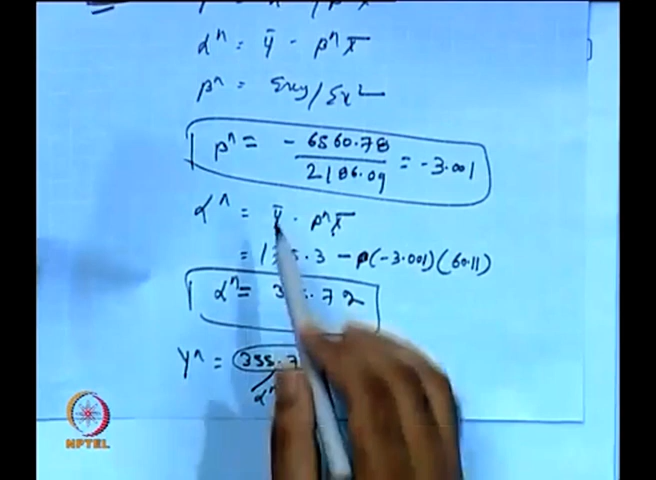 α^n = ȳ - β^n x̄
β^n = Σxy / Σx²
β^n = - 6560.78 / 2186.09 = -3.001
α^n = ȳ - β^n x̄
= 1 .3 - β(-3.001)(60.11)
α^n = 3 .72
Y^n = 355.7
α^n
NPTEL